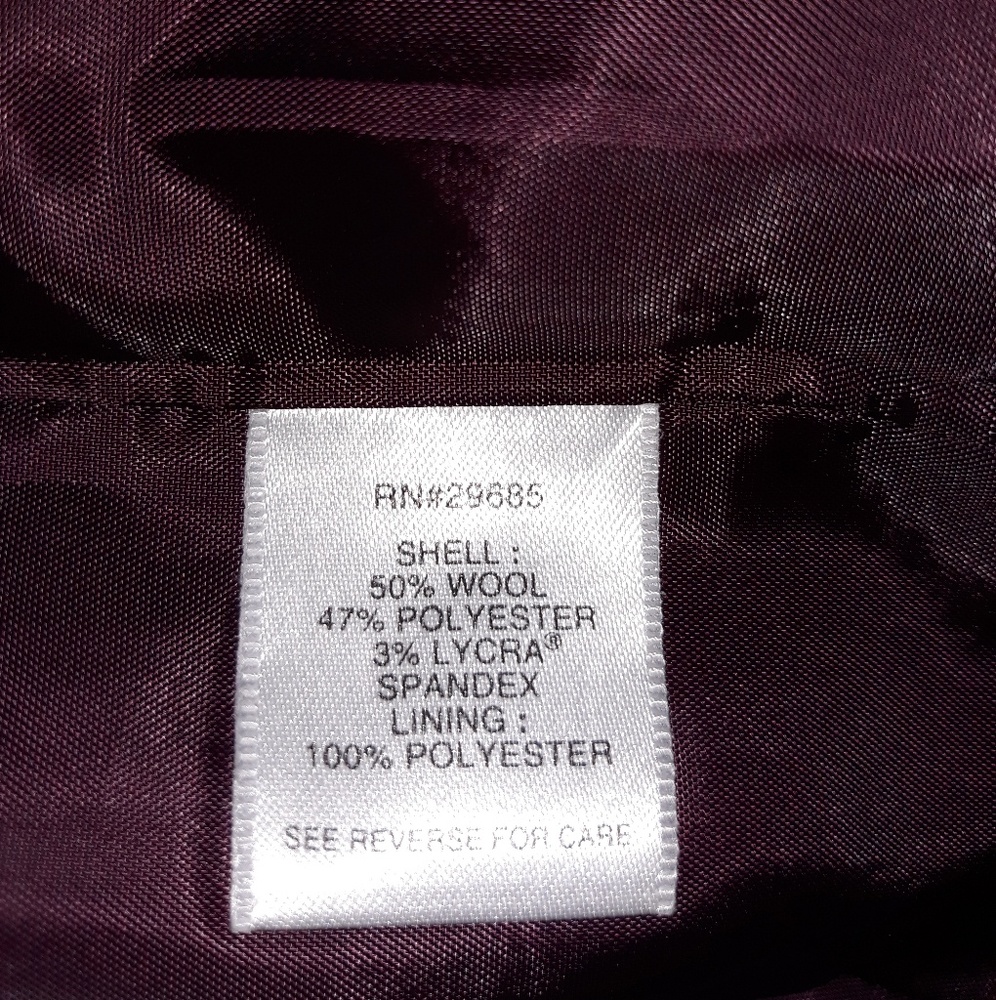 RN#29685
SHELL :
50% WOOL
47% POLYESTER
3% LYCRA®
SPANDEX
LINING :
100% POLYESTER
SEE REVERSE FOR CARE